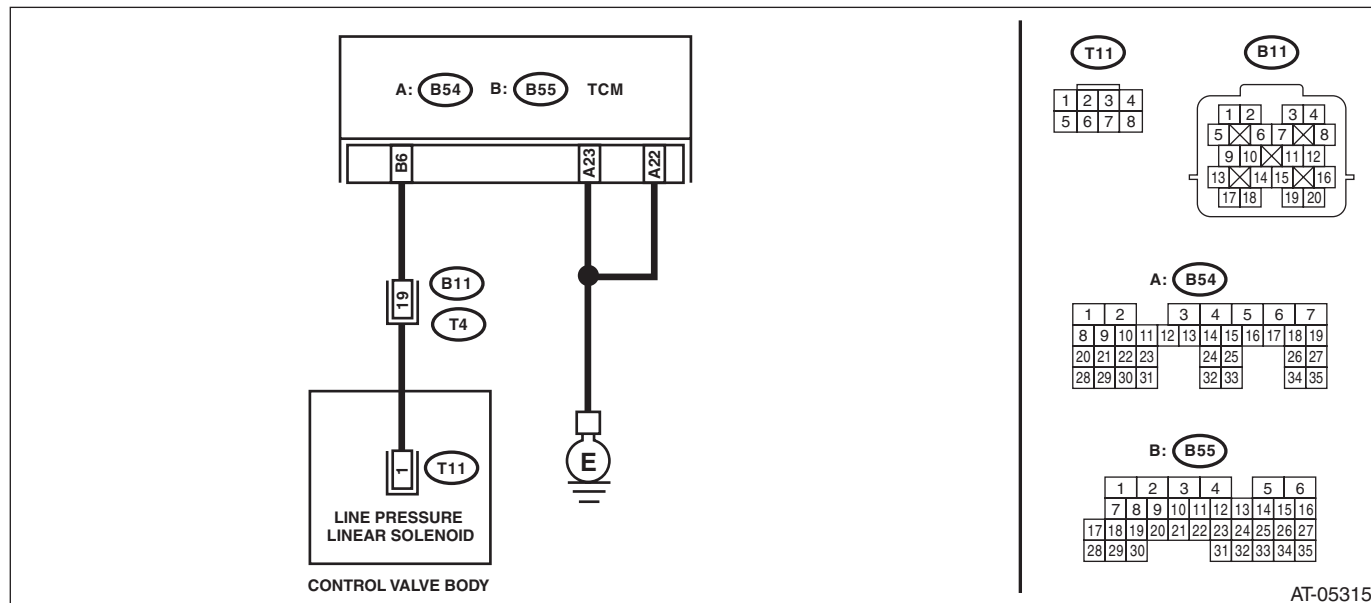 A: B54 B: B55 TCM
B6 A23 A22
19
B11
T4
1
T11
E
LINE PRESSURE
LINEAR SOLENOID
CONTROL VALVE BODY
T11
1 2 3 4
5 6 7 8
B11
1 2 3 4
5 6 7 8
9 10 11 12
13 14 15 16
17 18 19 20
A: B54
1 2 3 4 5 6 7
8 9 10 11 12 13 14 15 16 17 18 19
20 21 22 23 24 25 26 27
28 29 30 31 32 33 34 35
B: B55
1 2 3 4 5 6
7 8 9 10 11 12 13 14 15 16
17 18 19 20 21 22 23 24 25 26 27
28 29 30 31 32 33 34 35
AT-05315